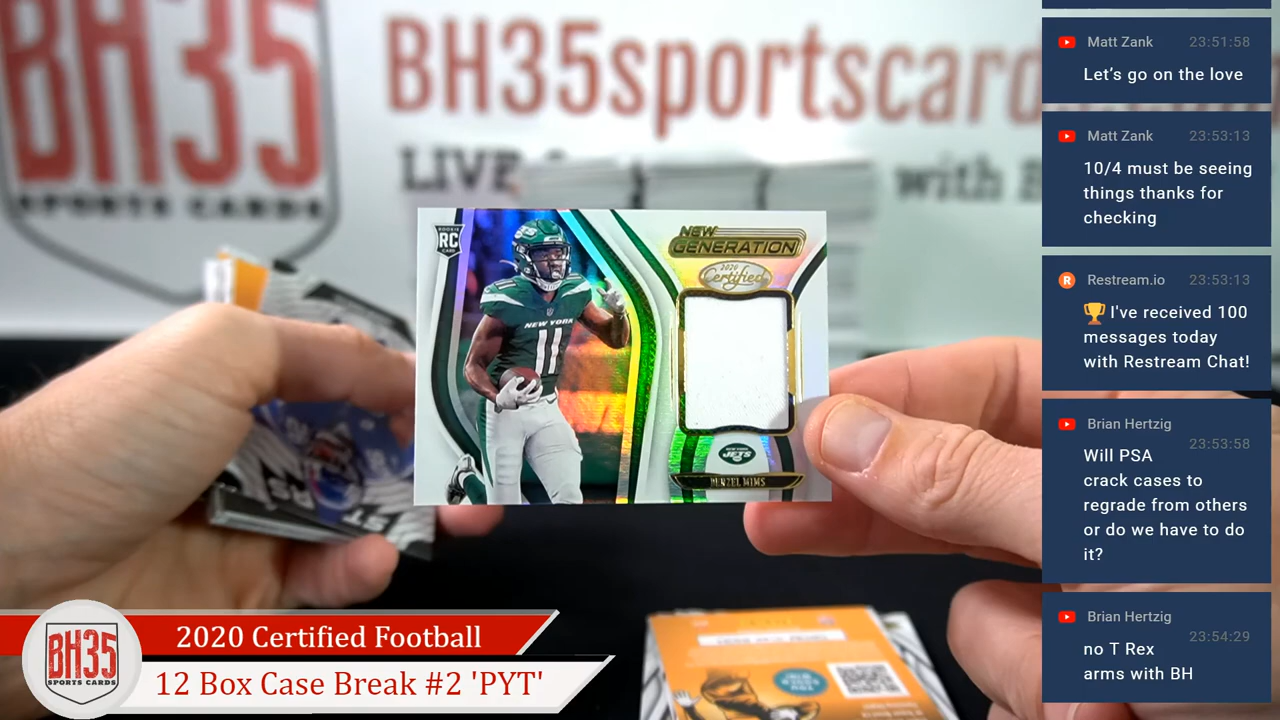 BH35
SPORTS CARDS
BH35sportscard
LIVE
with
ROOKIE
RC
CARD
NEW
GENERATION
2020
Certified
NEW YORK
11
NEW YORK
JETS
DENZEL MIMS
BH35
SPORTS CARDS
2020 Certified Football
12 Box Case Break #2 'PYT'
Matt Zank 23:51:58
Let’s go on the love
Matt Zank 23:53:13
10/4 must be seeing
things thanks for
checking
Restream.io 23:53:13
🏆 I've received 100
messages today
with Restream Chat!
Brian Hertzig 23:53:58
Will PSA
crack cases to
regrade from others
or do we have to do
it?
Brian Hertzig 23:54:29
no T Rex
arms with BH